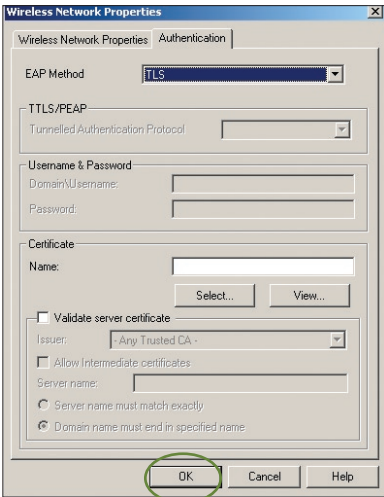 Wireless Network Properties
Wireless Network Properties Authentication
EAP Method TLS
TTLS/PEAP
Tunnelled Authentication Protocol
Username & Password
Domain\Username:
Password:
Certificate
Name:
Select... View...
Validate server certificate
Issuer: - Any Trusted CA -
Allow Intermediate certificates
Server name:
Server name must match exactly
Domain name must end in specified name
OK Cancel Help